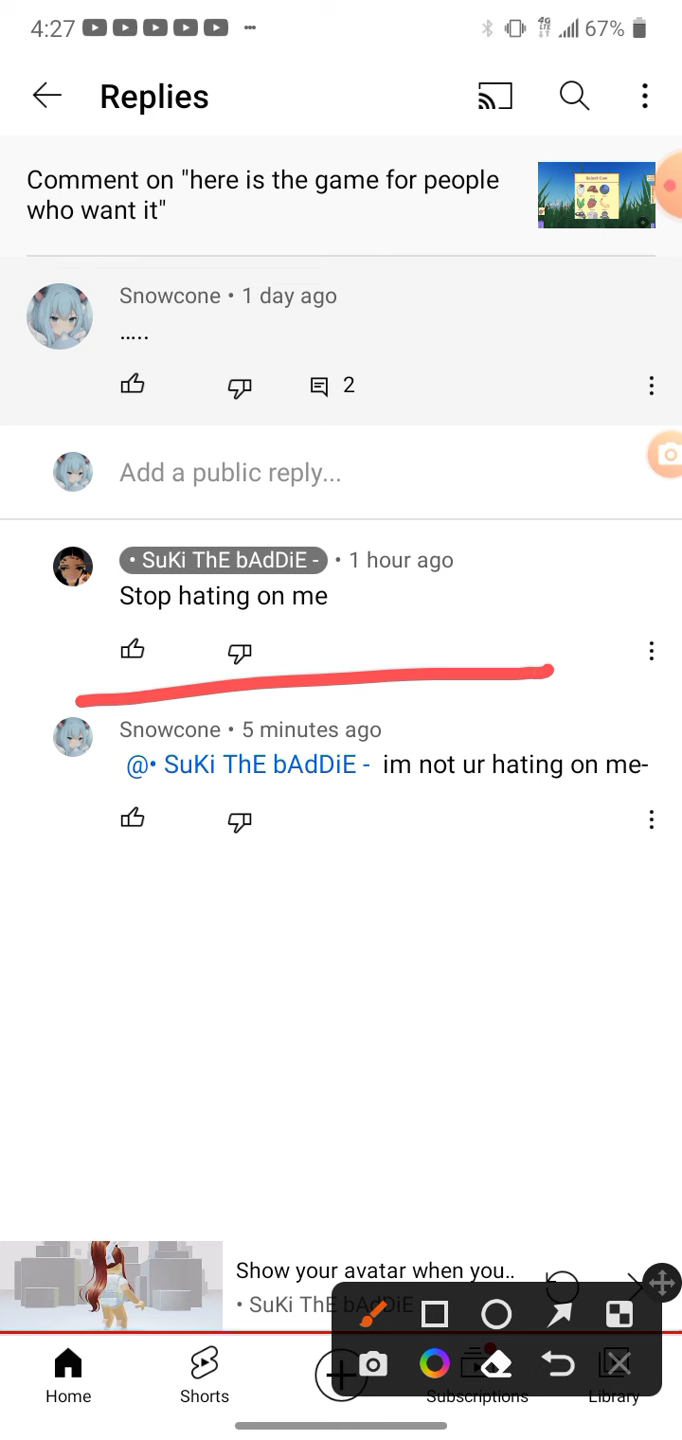 4:27 67%
Replies
Comment on "here is the game for people
who want it"
Snowcone • 1 day ago
.....
2
Add a public reply...
• SuKi ThE bAdDiE - • 1 hour ago
Stop hating on me
Snowcone • 5 minutes ago
@• SuKi ThE bAdDiE - im not ur hating on me-
Show your avatar when you..
• SuKi ThE bAdDiE
Home Shorts Subscriptions Library